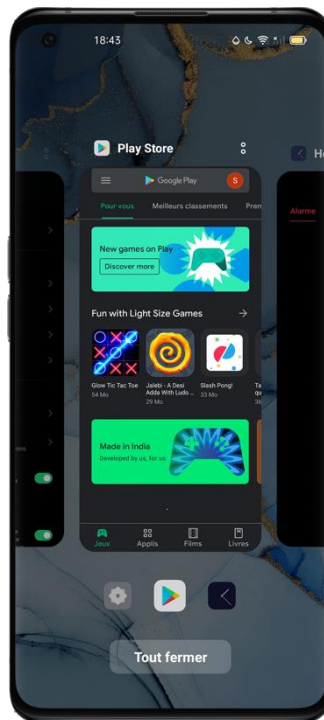 18:43
Play Store
Google Play
S
Pour vous
Meilleurs classements
Alarme
New games on Play
Discover more
Fun with Light Size Games
Glow Tic Tac Toe
54 Mo
Jalebi - A Desi
Adda With Ludo ...
29 Mo
Slash Pong!
33 Mo
Made in India
Developed by us, for us
Jeux
Applis
Films
Livres
Tout fermer